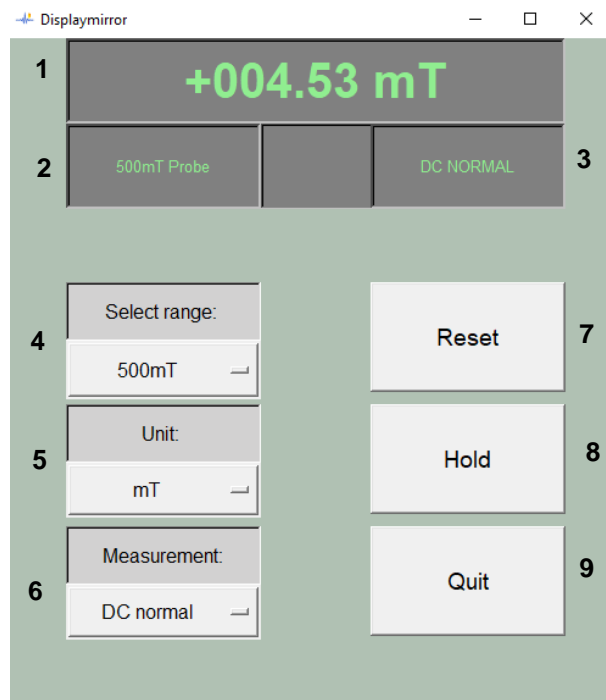 Displaymirror
1
+004.53 mT
2
500mT Probe
DC NORMAL
3
4
Select range:
500mT
Reset
7
5
Unit:
mT
Hold
8
6
Measurement:
DC normal
Quit
9